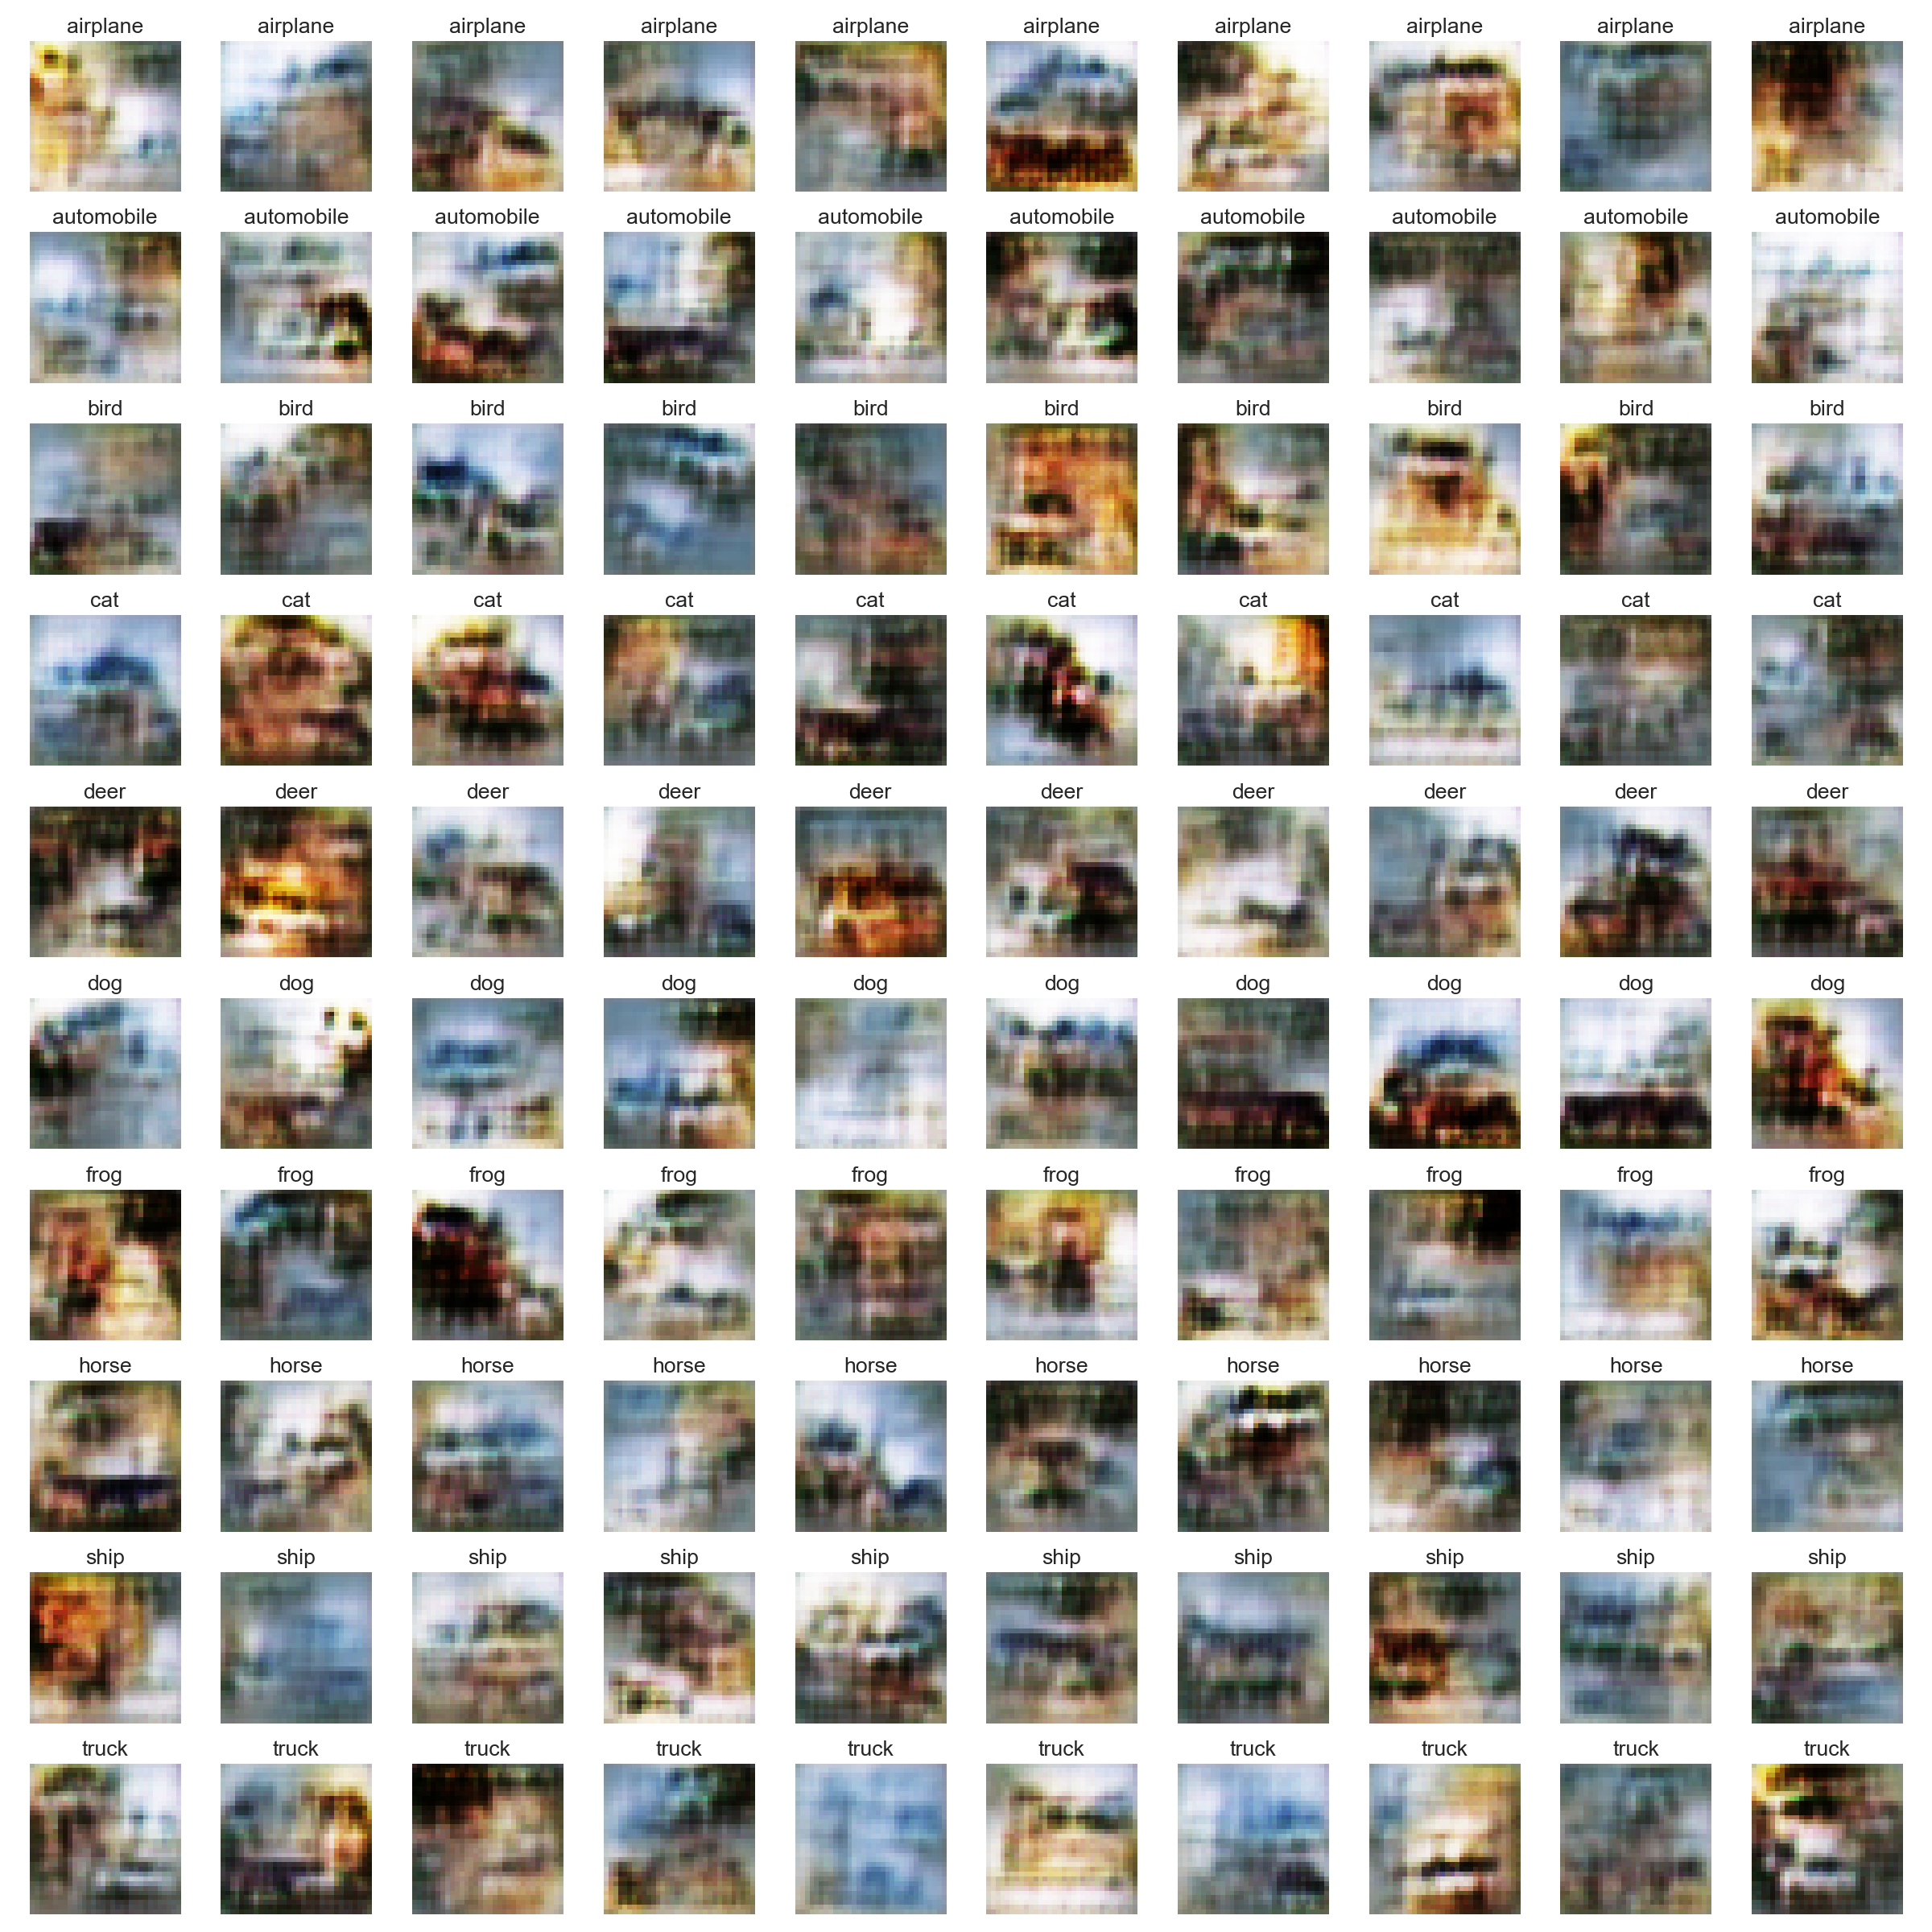 airplane airplane airplane airplane airplane airplane airplane airplane airplane airplane
automobile automobile automobile automobile automobile automobile automobile automobile automobile automobile
bird bird bird bird bird bird bird bird bird bird
cat cat cat cat cat cat cat cat cat cat
deer deer deer deer deer deer deer deer deer deer
dog dog dog dog dog dog dog dog dog dog
frog frog frog frog frog frog frog frog frog frog
horse horse horse horse horse horse horse horse horse horse
ship ship ship ship ship ship ship ship ship ship
truck truck truck truck truck truck truck truck truck truck